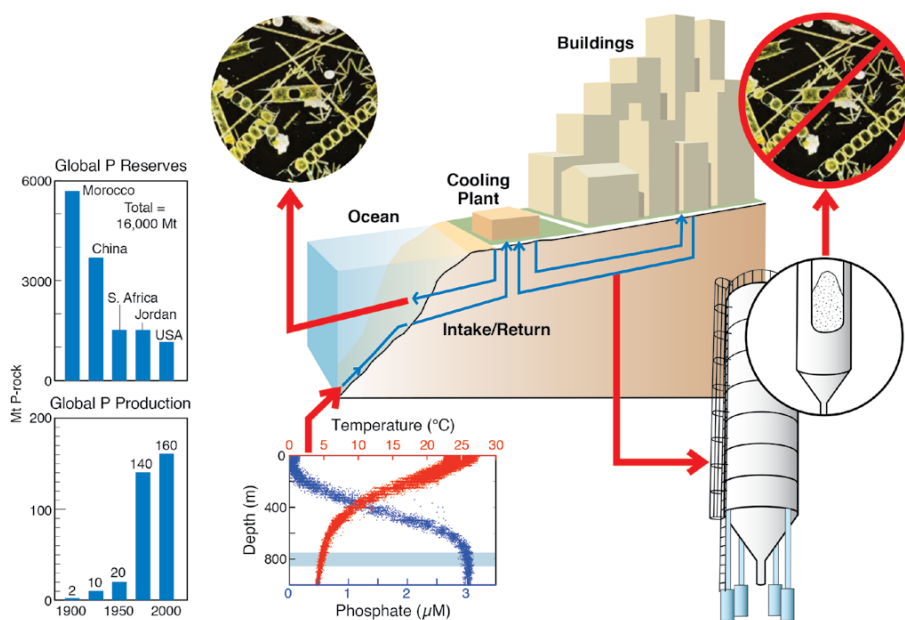 Buildings
Cooling
Plant
Ocean
Intake/Return
Global P Reserves
Mt P-rock
6000
3000
0
Morocco
Total =
16,000 Mt
China
S. Africa
Jordan
USA
Global P Production
200
100
0
2
10
20
140
160
1900
1950
2000
Temperature (°C)
0
5
10
15
20
25
30
Depth (m)
0
400
800
0
1
2
3
Phosphate (µM)